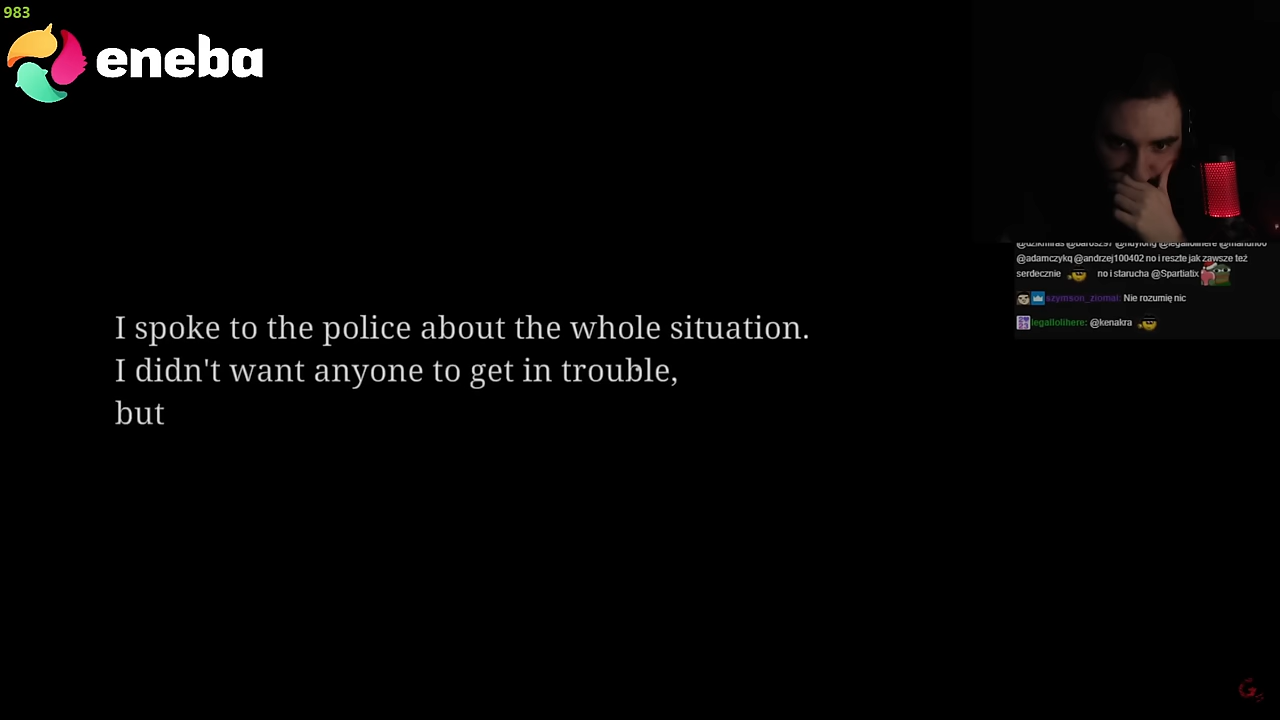 983
eneba
I spoke to the police about the whole situation.
I didn't want anyone to get in trouble,
but
@adamczykq @andrzej100402 no i reszte jak zawsze też
serdecznie no i starucha @Spartiatix
szymson_ziomal: Nie rozumię nic
legallolihere: @kenakra